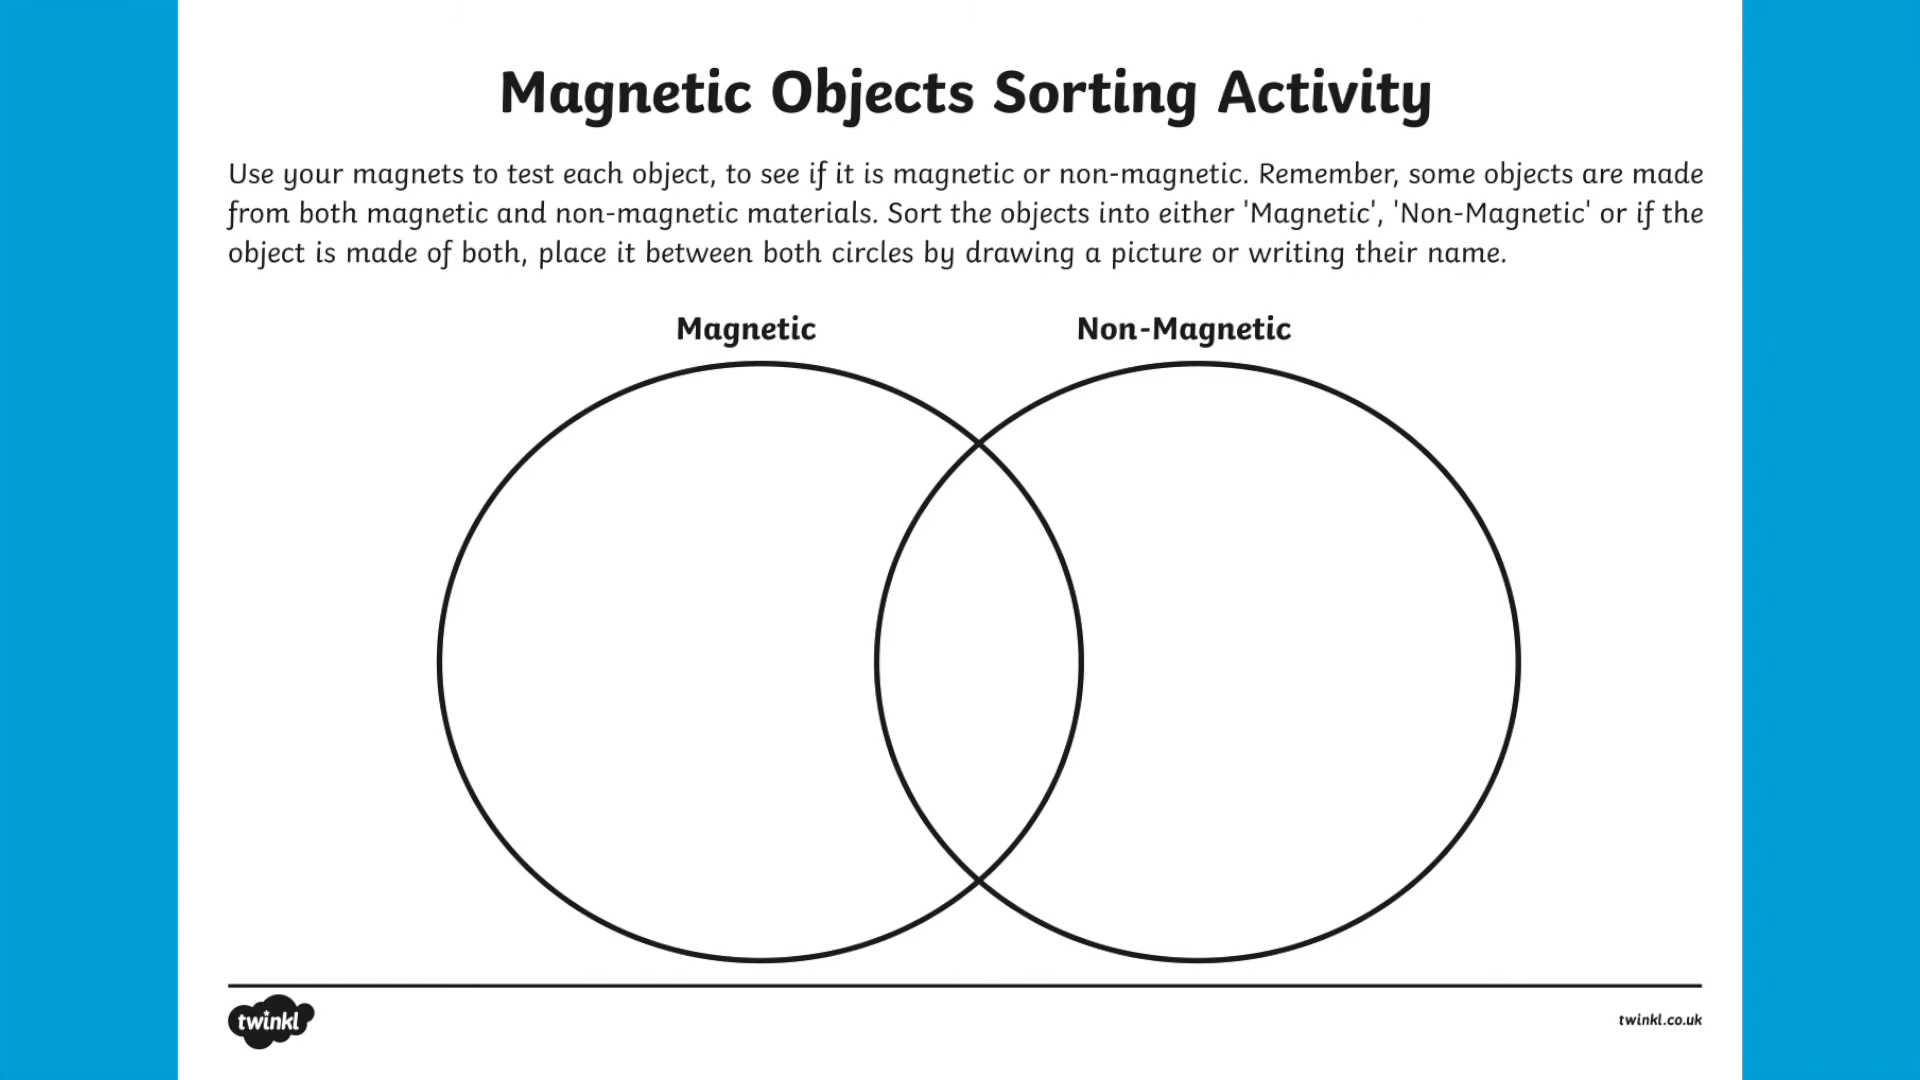 Magnetic Objects Sorting Activity
Use your magnets to test each object, to see if it is magnetic or non-magnetic. Remember, some objects are made
from both magnetic and non-magnetic materials. Sort the objects into either 'Magnetic', 'Non-Magnetic' or if the
object is made of both, place it between both circles by drawing a picture or writing their name.
Magnetic
Non-Magnetic
twinkl
twinkl.co.uk